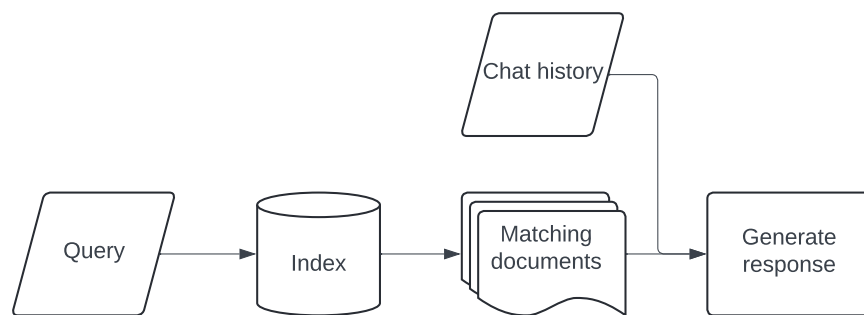 Chat history
Query
Index
Matching
documents
Generate
response